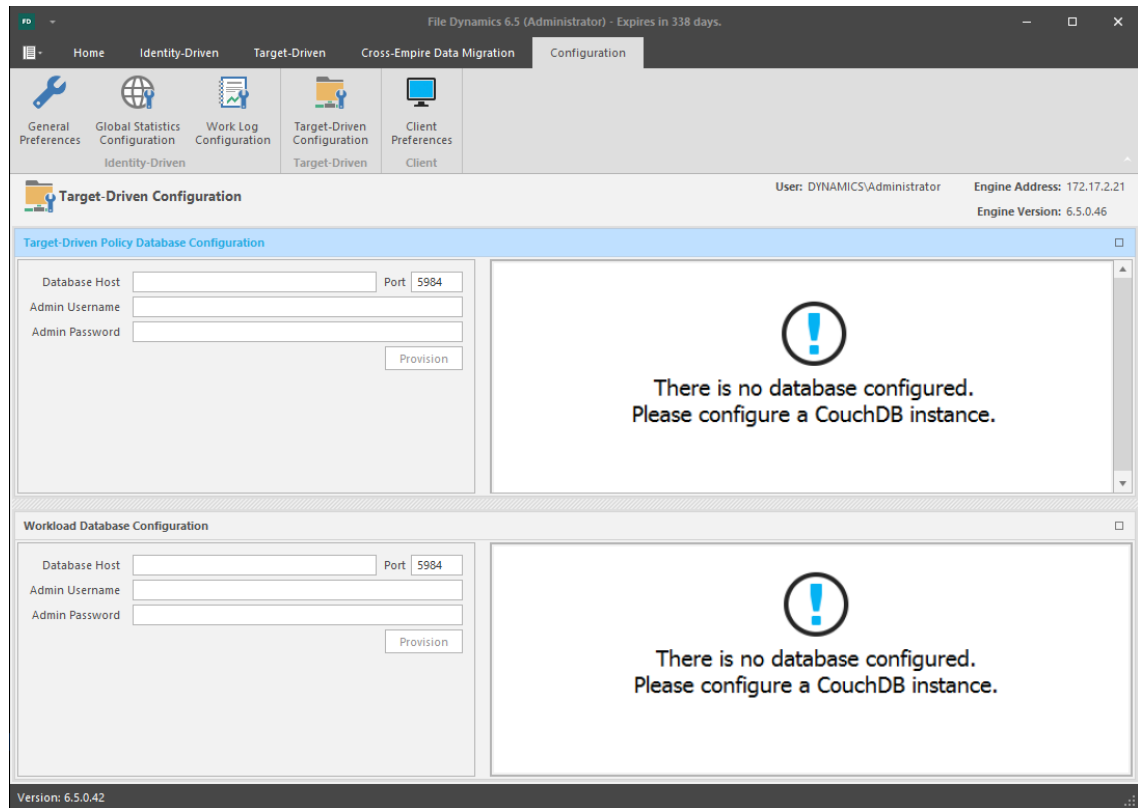 FD
File Dynamics 6.5 (Administrator) - Expires in 338 days.
Home Identity-Driven Target-Driven Cross-Empire Data Migration Configuration
General Preferences
Global Statistics Configuration
Work Log Configuration
Target-Driven Configuration
Client Preferences
Identity-Driven Target-Driven Client
Target-Driven Configuration
User: DYNAMICS\Administrator
Engine Address: 172.17.2.21
Engine Version: 6.5.0.46
Target-Driven Policy Database Configuration
Database Host Port 5984
Admin Username
Admin Password
Provision
There is no database configured.
Please configure a CouchDB instance.
Workload Database Configuration
Database Host Port 5984
Admin Username
Admin Password
Provision
There is no database configured.
Please configure a CouchDB instance.
Version: 6.5.0.42